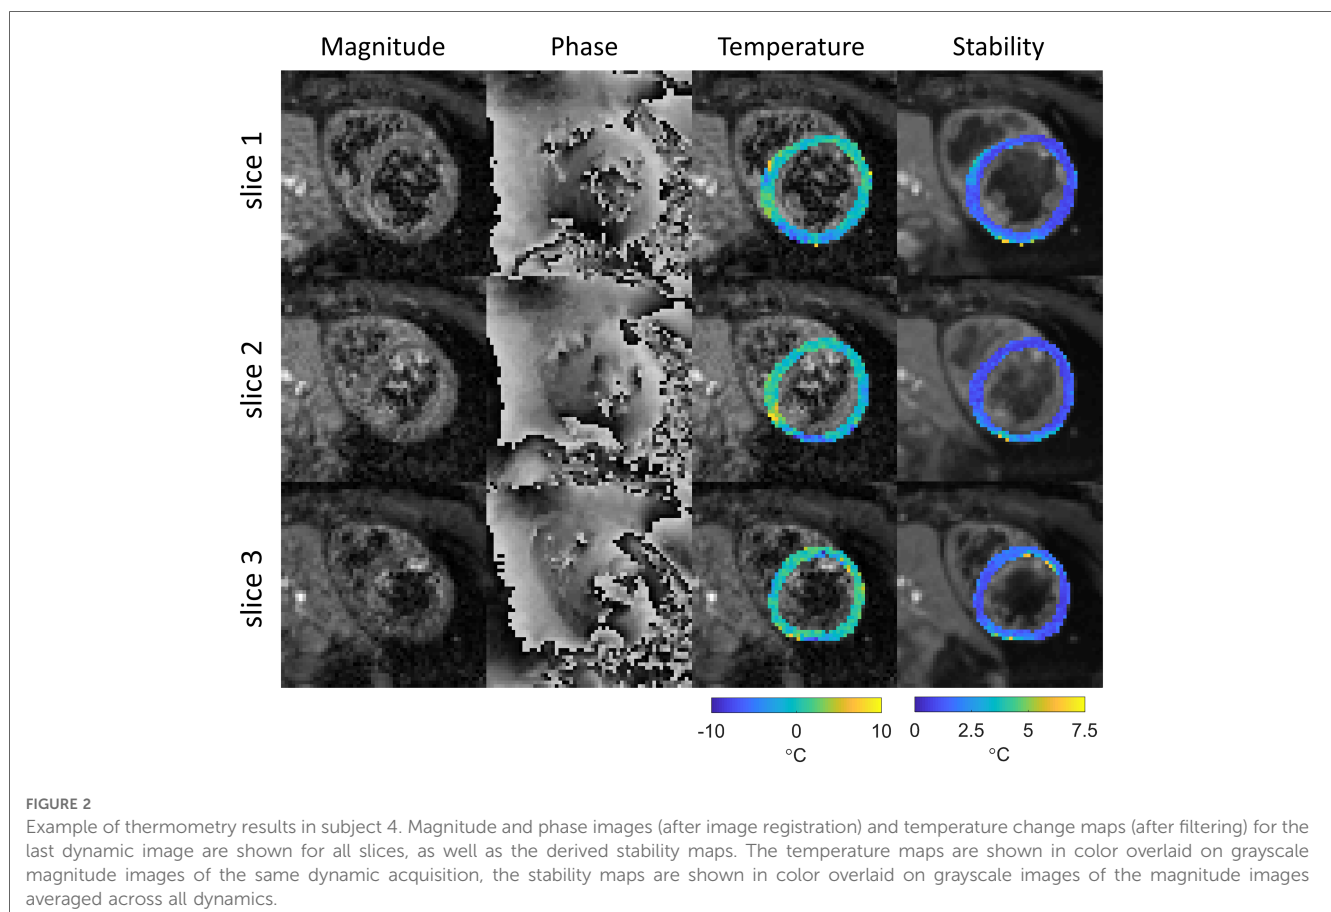 Magnitude Phase Temperature Stability
slice 1
slice 2
slice 3
-10 0 10 0 2.5 5 7.5
°C °C
FIGURE 2
Example of thermometry results in subject 4. Magnitude and phase images (after image registration) and temperature change maps (after filtering) for the
last dynamic image are shown for all slices, as well as the derived stability maps. The temperature maps are shown in color overlaid on grayscale
magnitude images of the same dynamic acquisition, the stability maps are shown in color overlaid on grayscale images of the magnitude images
averaged across all dynamics.